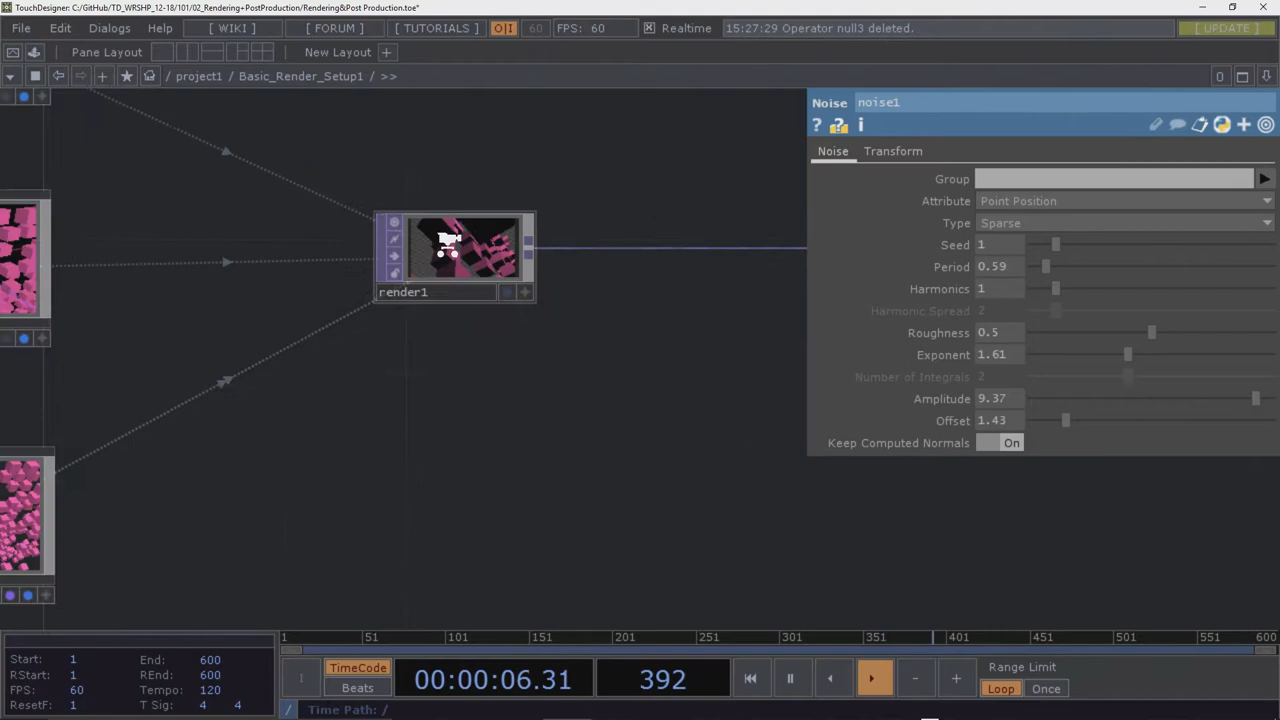 TouchDesigner: C:/GitHub/TD_WRSHP_12-18/101/02_Rendering+PostProduction/Rendering&Post Production.toe*
File Edit Dialogs [ WIKI ] [ FORUM ] [ TUTORIALS ] O|I 60 FPS: 60 Realtime 15:27:29 Operator null3 deleted. [ UPDATE ]
Pane Layout New Layout +
/ project1 / Basic_Render_Setup1 / >> 0
Noise noise1
? ? i
Noise Transform
Group
Attribute Point Position
Type Sparse
Seed 1
Period 0.59
Harmonics 1
Harmonic Spread 2
Roughness 0.5
Exponent 1.61
Number of Integrals 2
Amplitude 9.37
Offset 1.43
Keep Computed Normals On
render1
1 51 101 151 201 251 301 351 401 451 501 551 600
Start: 1 End: 600
RStart: 1 REnd: 600
FPS: 60 Tempo: 120
ResetF: 1 T Sig: 4 4
1 TimeCode Beats 00:00:06.31 392 - + Range Limit Loop Once
/ Time Path: /